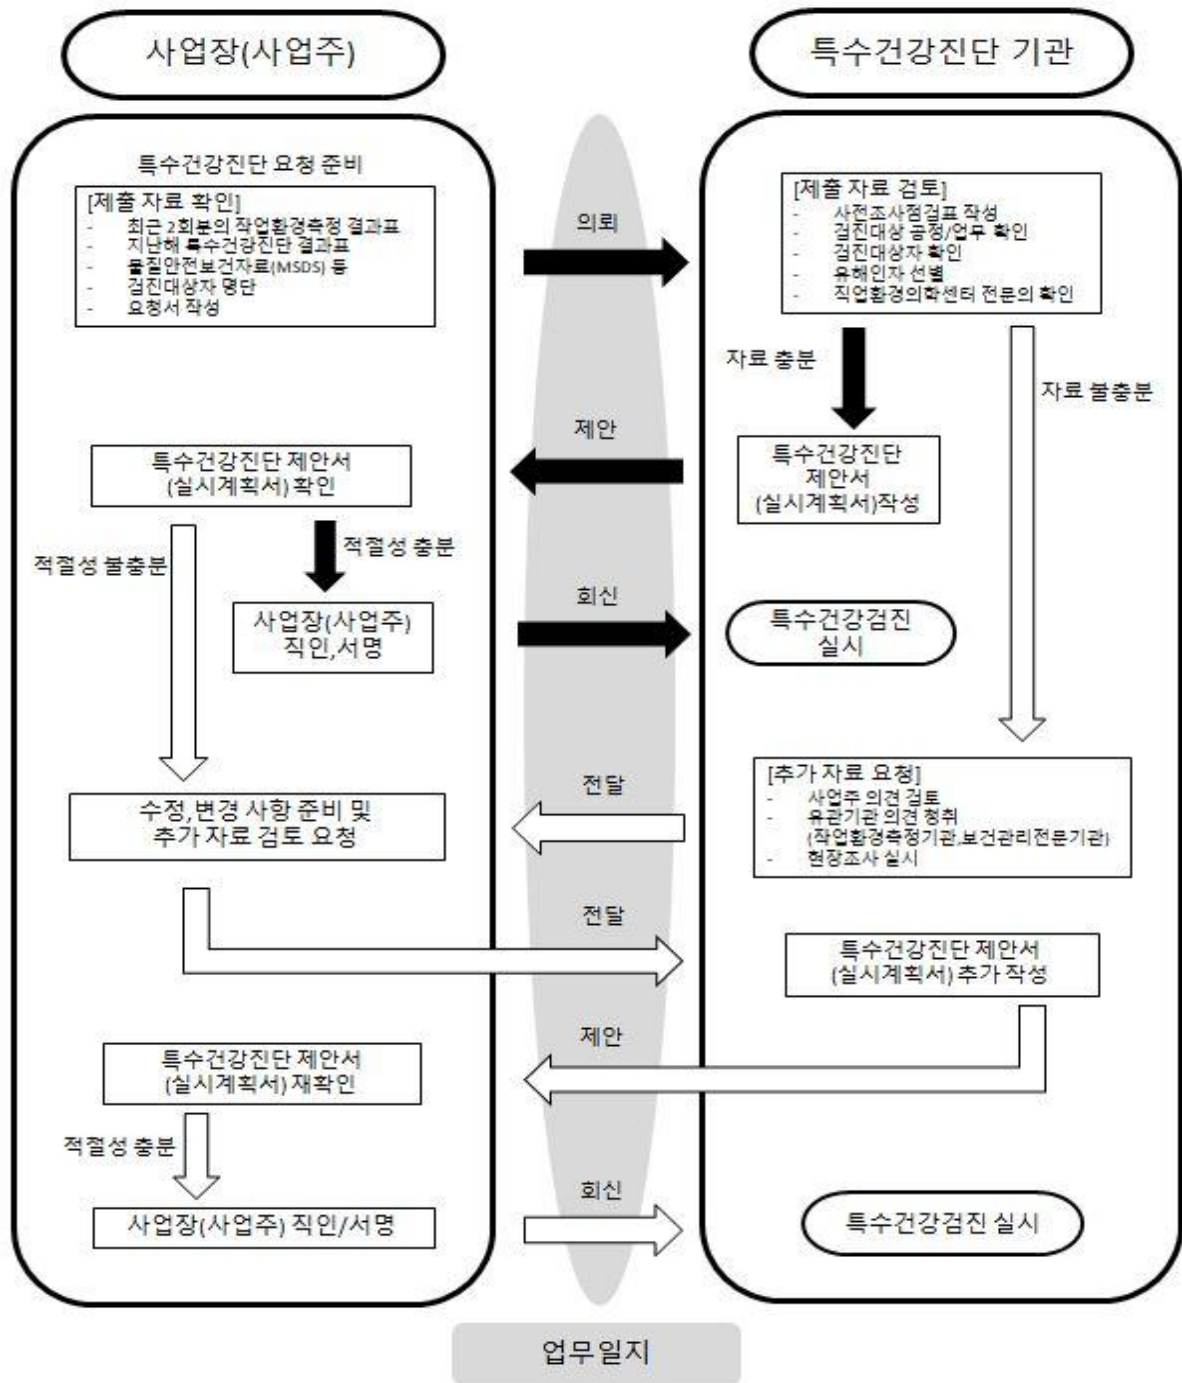 사업장(사업주)
특수건강진단 기관
특수건강진단 요청 준비
[제출 자료 확인]
- 최근 2회분의 작업환경측정 결과표
- 지난해 특수건강진단 결과표
- 물질안전보건자료(MSDS) 등
- 검진대상자 명단
- 요청서 작성
의뢰
[제출 자료 검토]
- 사전조사점검표 작성
- 검진대상 공정/업무 확인
- 검진대상자 확인
- 유해인자 선별
- 직업환경의학센터 전문의 확인
자료 충분
자료 불충분
제안
특수건강진단
제안서
(실시계획서)작성
특수건강진단 제안서
(실시계획서) 확인
적절성 불충분
적절성 충분
사업장(사업주)
직인,서명
회신
특수건강검진
실시
전달
[추가 자료 요청]
- 사업주 의견 검토
- 유관기관 의견 청취
(작업환경측정기관,보건관리전문기관)
- 현장조사 실시
수정,변경 사항 준비 및
추가 자료 검토 요청
전달
특수건강진단 제안서
(실시계획서) 추가 작성
제안
특수건강진단 제안서
(실시계획서) 재확인
적절성 충분
사업장(사업주) 직인/서명
회신
특수건강검진 실시
업무일지